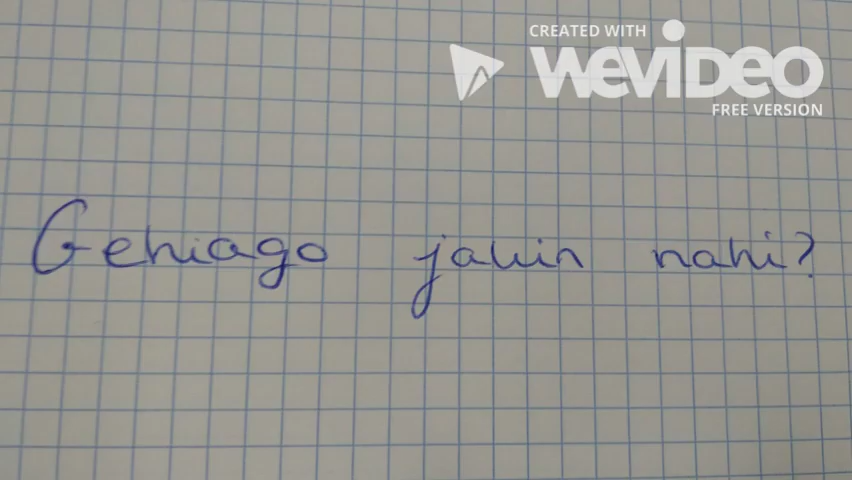 CREATED WITH
WeVideo
FREE VERSION
Gehiago jakin nahi?